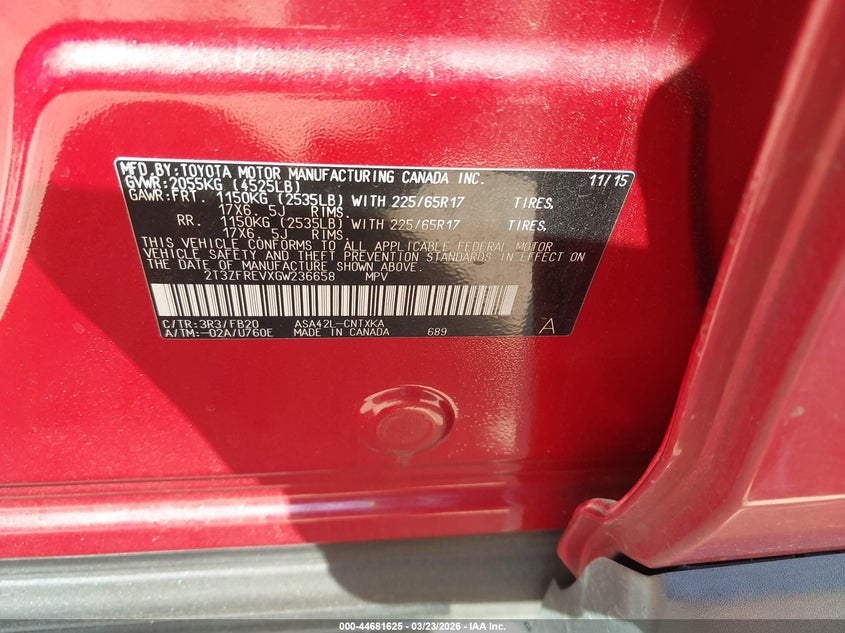 MFD.BY:TOYOTA MOTOR MANUFACTURING CANADA INC. 11/15
GVWR:2055KG (4525LB)
GAWR:FRT. 1150KG (2535LB) WITH 225/65R17 TIRES.
17X6. 5J RIMS.
RR. 1150KG (2535LB) WITH 225/65R17 TIRES.
17X6. 5J RIMS.
THIS VEHICLE CONFORMS TO ALL APPLICABLE FEDERAL MOTOR
VEHICLE SAFETY AND THEFT PREVENTION STANDARDS IN EFFECT ON
THE DATE OF MANUFACTURE SHOWN ABOVE.
2T3ZFREVXGW236658 MPV
C/TR:3R3/FB20 ASA42L-CNTXKA
A/TM:-02A/U760E MADE IN CANADA 689 A
000-44681625 - 03/23/2026 - IAA Inc.